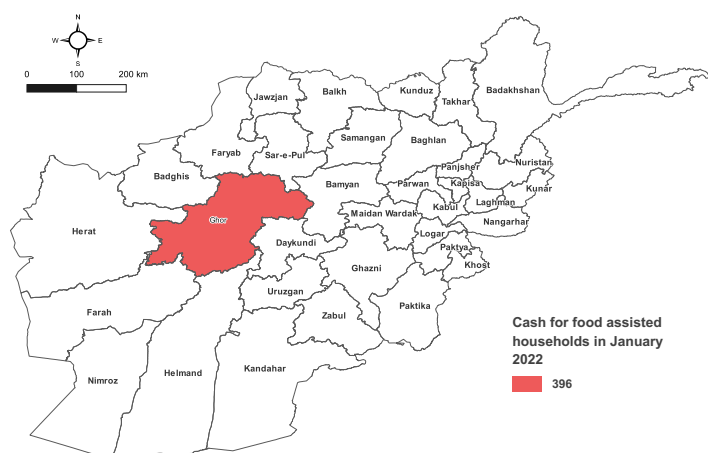 N
W
E
S
0 100 200 km
Badakhshan
Kunduz
Balkh
Takhar
Jawzjan
Samangan
Baghlan
Faryab
Sar-e-Pul
Nuristan
Panjsher
Badghis
Bamyan
Parwan
Kapisa
Kunar
Laghman
Kabul
Maidan Wardak
Ghor
Nangarhar
Herat
Logar
Daykundi
Paktya
Khost
Ghazni
Uruzgan
Paktika
Farah
Zabul
Kandahar
Helmand
Nimroz
Cash for food assisted
households in January
2022
396